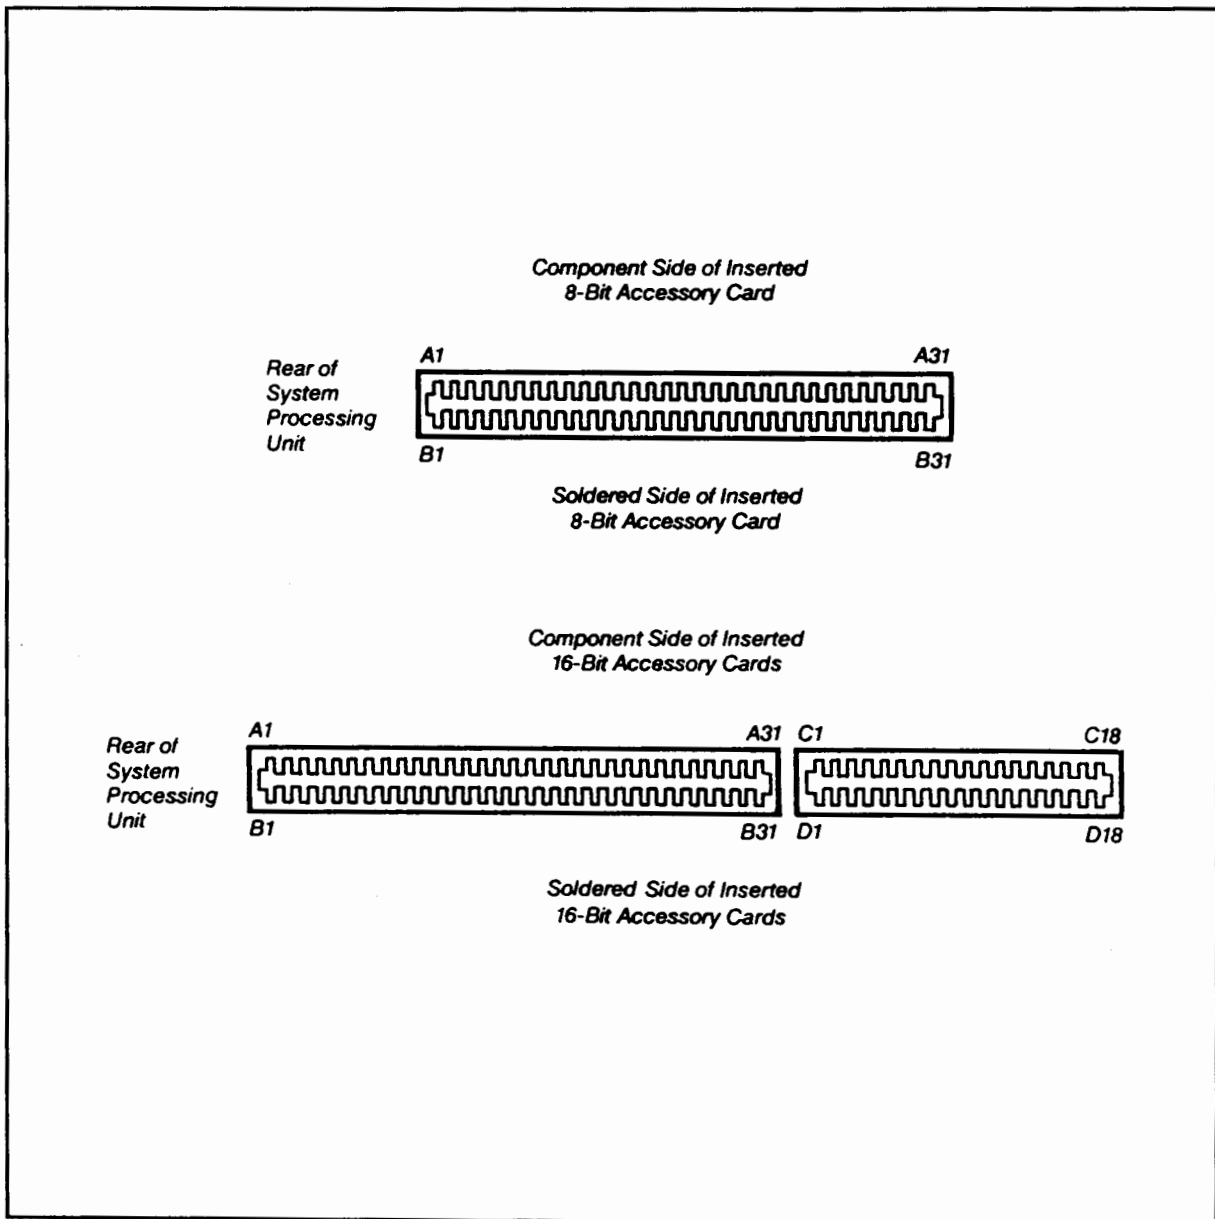 Component Side of Inserted
8-Bit Accessory Card
Rear of
System
Processing
Unit
A1
A31
B1
B31
Soldered Side of Inserted
8-Bit Accessory Card
Component Side of Inserted
16-Bit Accessory Cards
Rear of
System
Processing
Unit
A1
A31
C1
C18
B1
B31
D1
D18
Soldered Side of Inserted
16-Bit Accessory Cards